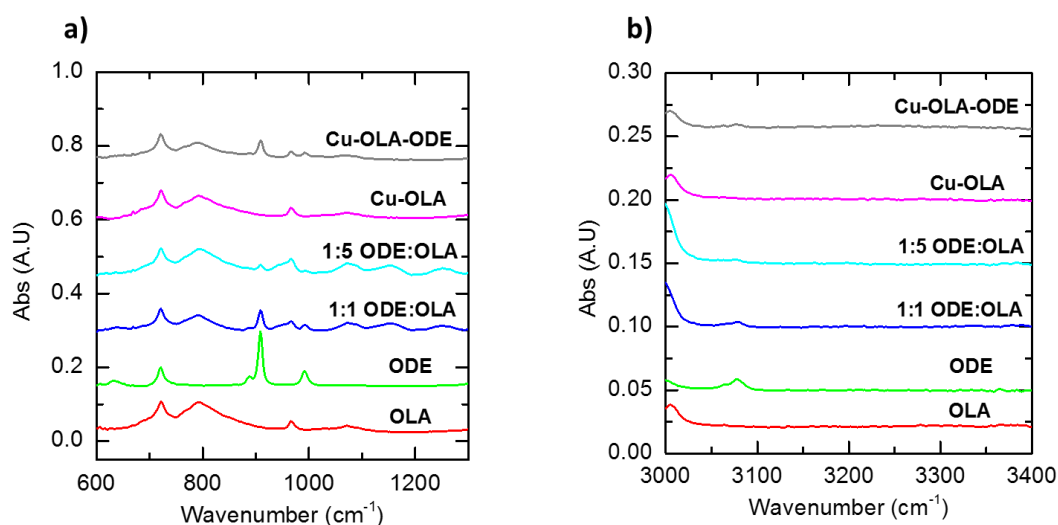 a)
1.0
0.8
0.6
0.4
0.2
0.0
Abs (A.U)
Cu-OLA-ODE
Cu-OLA
1:5 ODE:OLA
1:1 ODE:OLA
ODE
OLA
600 800 1000 1200
Wavenumber (cm⁻¹)
b)
0.30
0.25
0.20
0.15
0.10
0.05
0.00
Abs (A.U)
Cu-OLA-ODE
Cu-OLA
1:5 ODE:OLA
1:1 ODE:OLA
ODE
OLA
3000 3100 3200 3300 3400
Wavenumber (cm⁻¹)